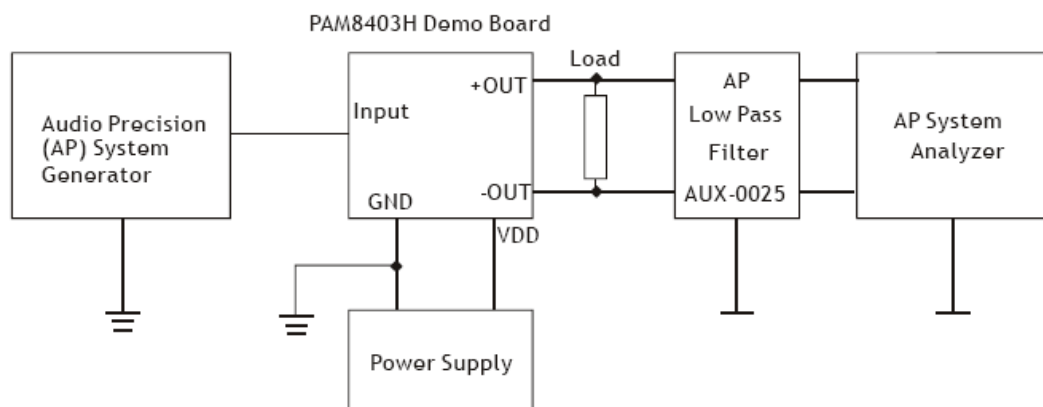 PAM8403H Demo Board
Audio Precision
(AP) System
Generator
Input
+OUT
-OUT
GND
VDD
Load
AP
Low Pass
Filter
AUX-0025
AP System
Analyzer
Power Supply